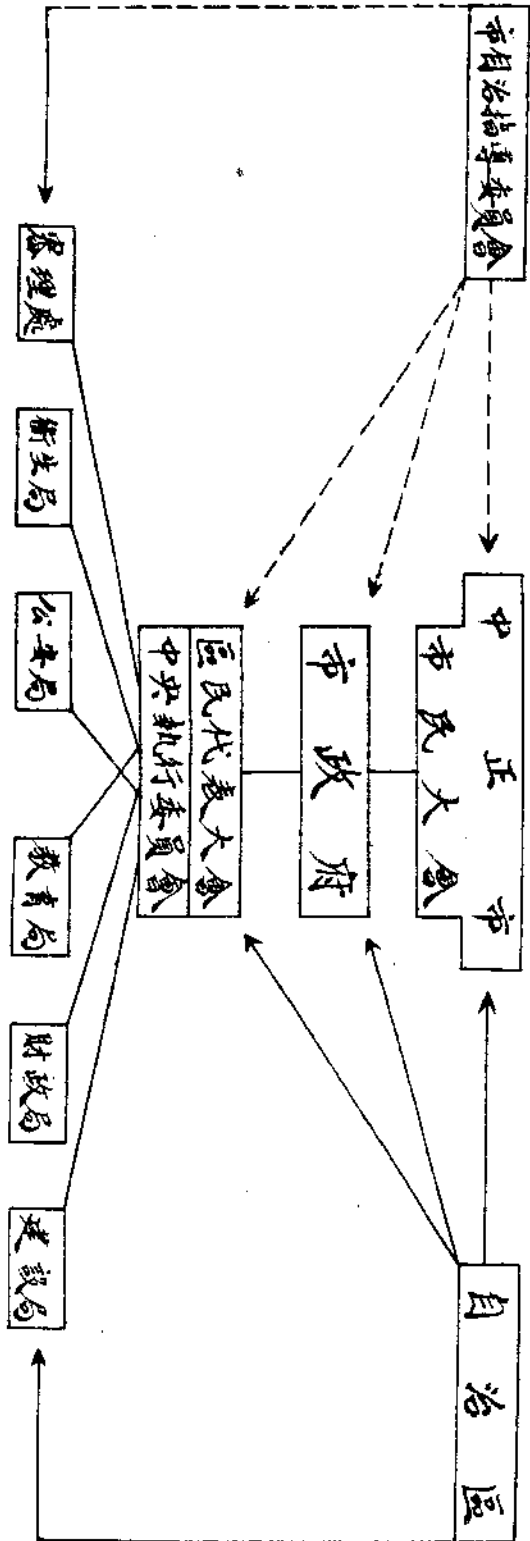 市自治指導委員會
中正市
市民大會
自治區
市政府
區民代表大會
中央執行委員會
審理處
衛生局
公安局
教育局
財政局
建設局